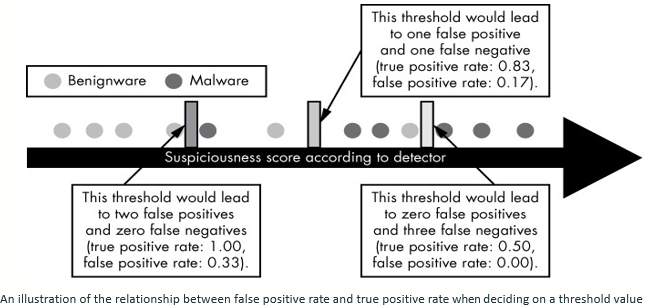 This threshold would lead
to one false positive
and one false negative
(true positive rate: 0.83,
false positive rate: 0.17).
Benignware
Malware
Suspiciousness score according to detector
This threshold would lead
to two false positives
and zero false negatives
(true positive rate: 1.00,
false positive rate: 0.33).
This threshold would lead
to zero false positives
and three false negatives
(true positive rate: 0.50,
false positive rate: 0.00).
An illustration of the relationship between false positive rate and true positive rate when deciding on a threshold value